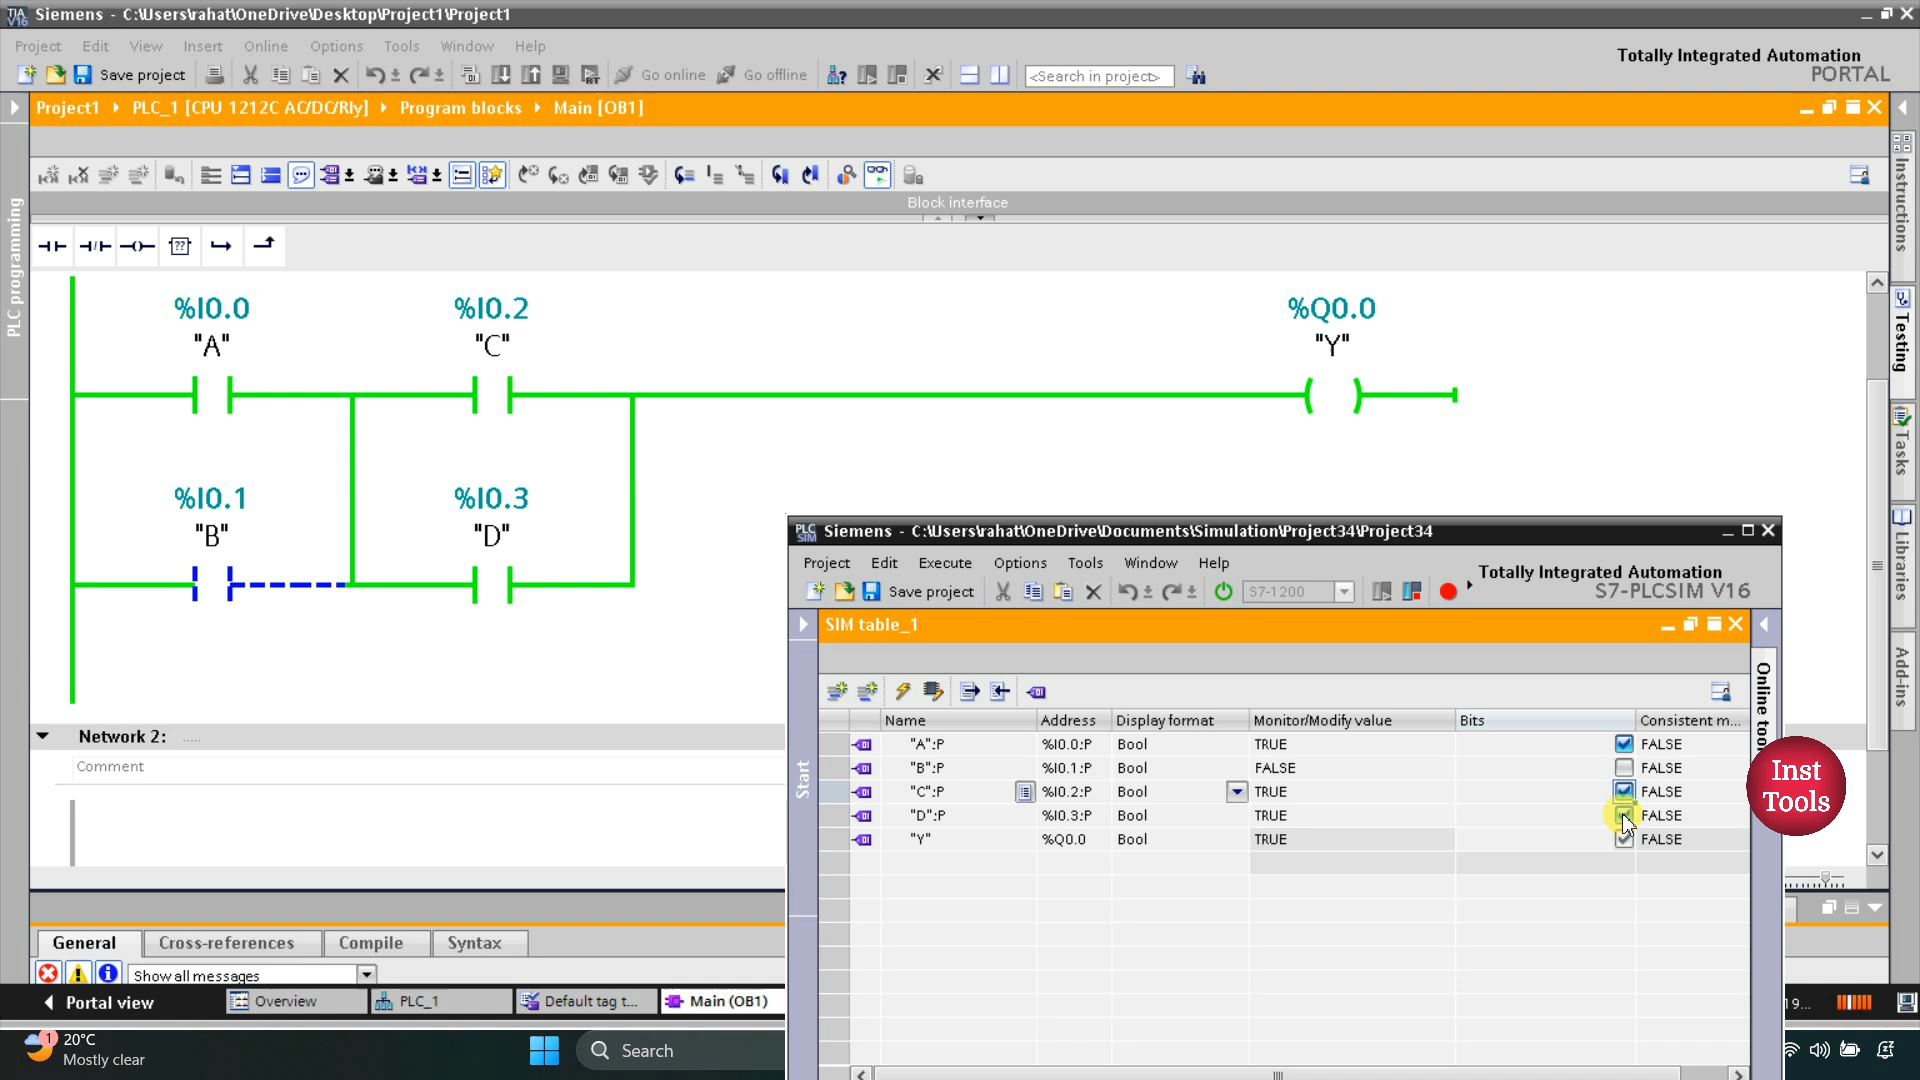 TIA V16 Siemens - C:\Users\rahat\OneDrive\Desktop\Project1\Project1
Project Edit View Insert Online Options Tools Window Help
Totally Integrated Automation
PORTAL
Save project Go online Go offline <Search in project>
Project1 PLC_1 [CPU 1212C AC/DC/Rly] Program blocks Main [OB1]
Block interface
PLC programming
Instructions
Testing
Tasks
Libraries
Add-ins
??
%I0.0 %I0.2 %Q0.0
"A" "C" "Y"
%I0.1 %I0.3
"B" "D"
Network 2: .....
Comment
PLC SIM Siemens - C:\Users\rahat\OneDrive\Documents\Simulation\Project34\Project34
Project Edit Execute Options Tools Window Help
Totally Integrated Automation
S7-PLCSIM V16
Save project S7-1200
SIM table_1
Start
Online too
Name Address Display format Monitor/Modify value Bits Consistent m...
"A":P %I0.0:P Bool TRUE FALSE
"B":P %I0.1:P Bool FALSE FALSE
"C":P %I0.2:P Bool TRUE FALSE
"D":P %I0.3:P Bool TRUE FALSE
"Y" %Q0.0 Bool TRUE FALSE
Inst
Tools
General Cross-references Compile Syntax
Show all messages
Portal view Overview PLC_1 Default tag t... Main (OB1)
19...
1
20°C
Mostly clear
Search